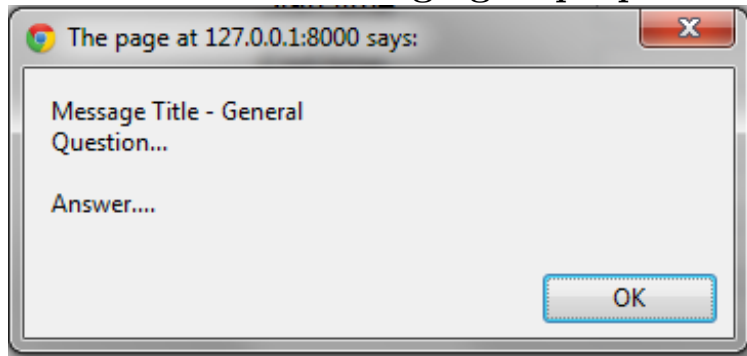 The page at 127.0.0.1:8000 says:
Message Title - General
Question...
Answer....
OK